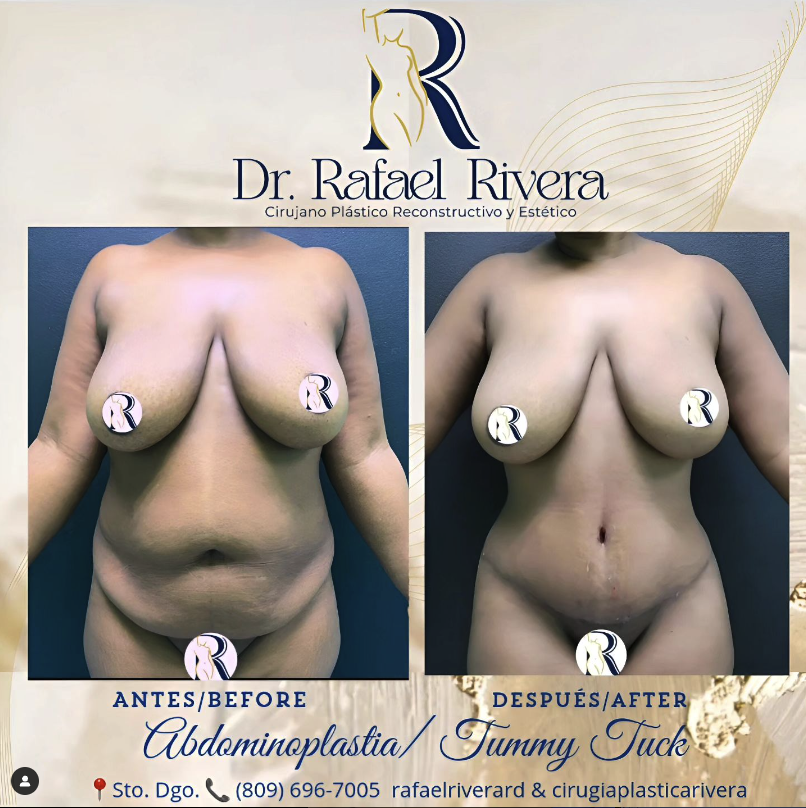 R
Dr. Rafael Rivera
Cirujano Plástico Reconstructivo y Estético
R
R
R
R
R
R
ANTES/BEFORE
DESPUÉS/AFTER
Abdominoplastia/ Tummy Tuck
📍Sto. Dgo. 📞 (809) 696-7005 rafaelriverard & cirugiaplasticarivera